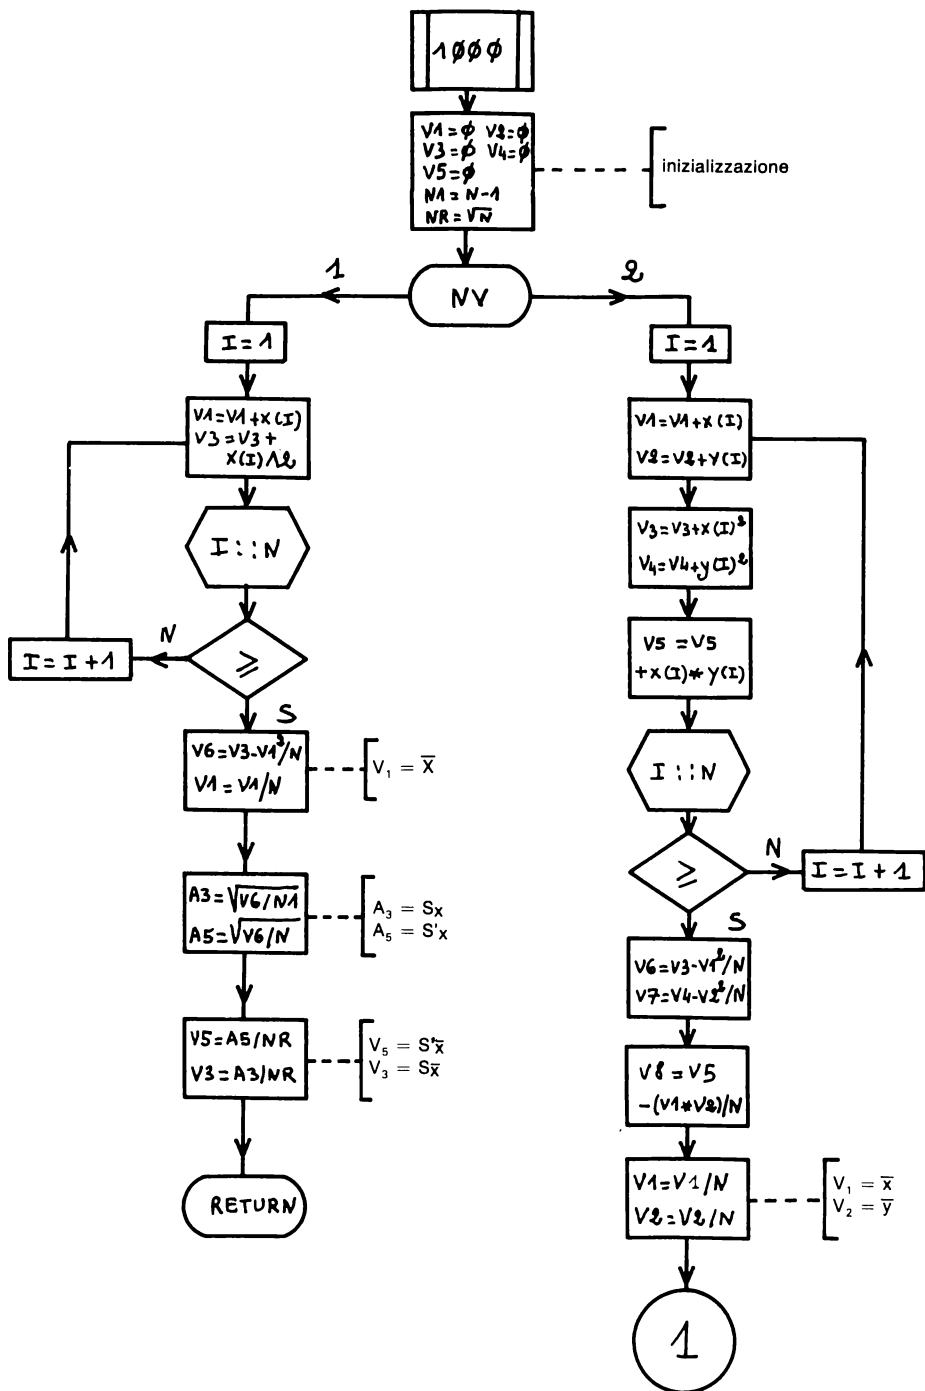 1ØØØ
V1=Ø V2=Ø
V3=Ø V4=Ø
V5=Ø
N1=N-1
NR=√N
inizializzazione
NV
1
I=1
V1=V1+X(I)
V3=V3+
X(I)∧2
I::N
≥
N
I=I+1
S
V6=V3-V1²/N
V1=V1/N
V₁ = X̅
A3=√V6/N1
A5=√V6/N
A₃ = Sx
A₅ = S'x
V5=A5/NR
V3=A3/NR
V₅ = S'x̅
V₃ = Sx̅
RETURN
2
I=1
V1=V1+X(I)
V2=V2+Y(I)
V3=V3+X(I)²
V4=V4+y(I)²
V5=V5
+X(I)*Y(I)
I::N
≥
N
I=I+1
S
V6=V3-V1²/N
V7=V4-V2²/N
V8=V5
-(V1*V2)/N
V1=V1/N
V2=V2/N
V₁ = x̅
V₂ = y̅
1